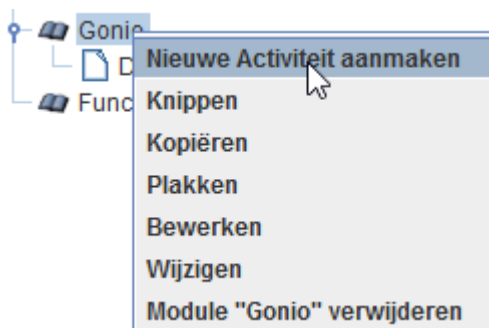 Gonio
Nieuwe Activiteit aanmaken
D
Knippen
Func
Kopiëren
Plakken
Bewerken
Wijzigen
Module "Gonio" verwijderen